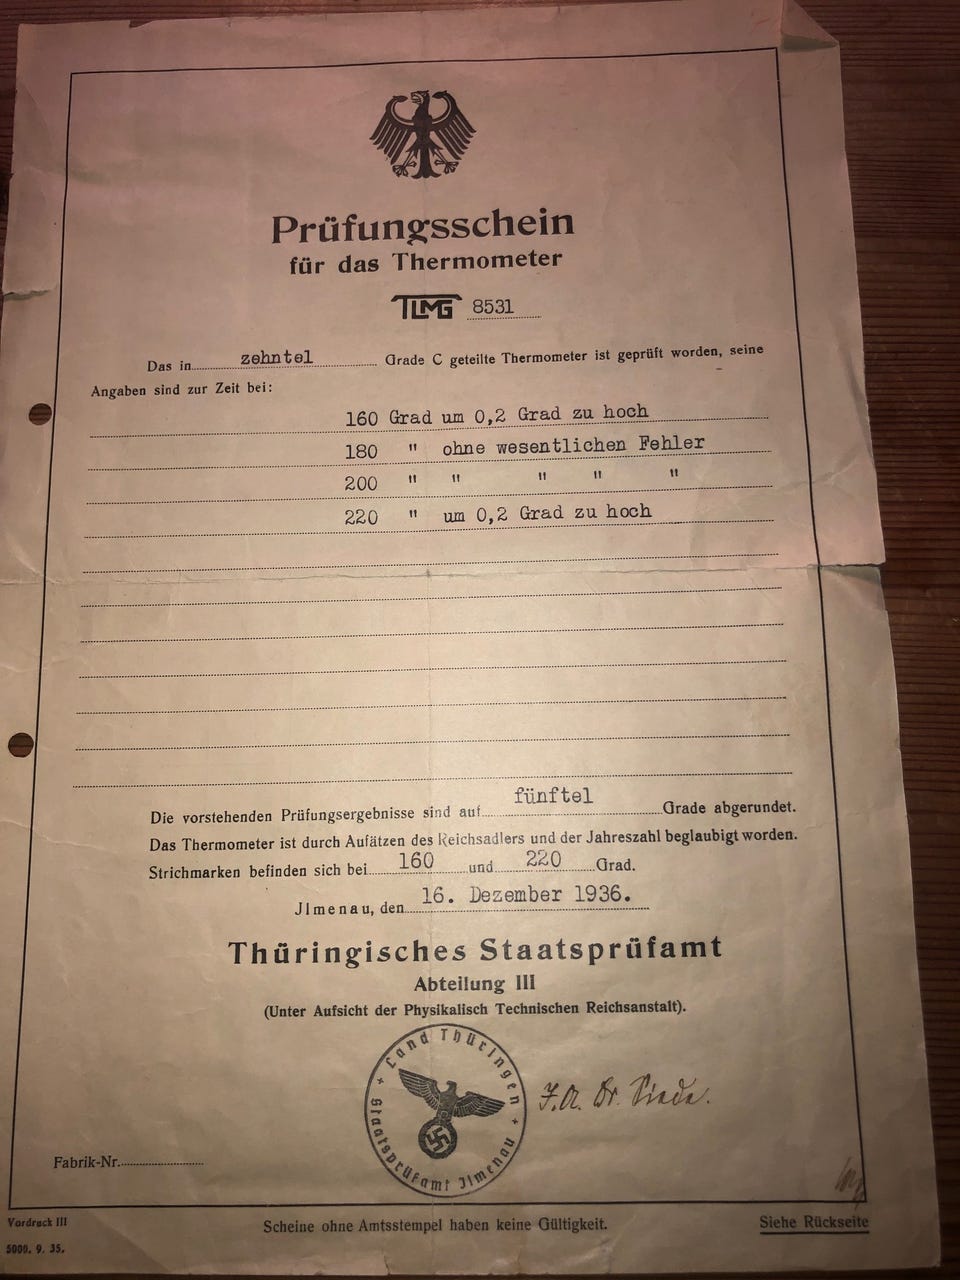 Prüfungsschein
für das Thermometer
TLMG 8531
Das in zehntel Grade C geteilte Thermometer ist geprüft worden, seine
Angaben sind zur Zeit bei:
160 Grad um 0,2 Grad zu hoch
180 " ohne wesentlichen Fehler
200 " " " " "
220 " um 0,2 Grad zu hoch
Die vorstehenden Prüfungsergebnisse sind auf fünftel Grade abgerundet.
Das Thermometer ist durch Aufätzen des Reichsadlers und der Jahreszahl beglaubigt worden.
Strichmarken befinden sich bei 160 und 220 Grad.
Jlmenau, den 16. Dezember 1936.
Thüringisches Staatsprüfamt
Abteilung III
(Unter Aufsicht der Physikalisch Technischen Reichsanstalt).
Land Thüringen
Staatsprüfamt Jlmenau
J.A. Dr.
Fabrik-Nr.
Vordruck III
5000. 9. 35.
Scheine ohne Amtsstempel haben keine Gültigkeit.
Siehe Rückseite